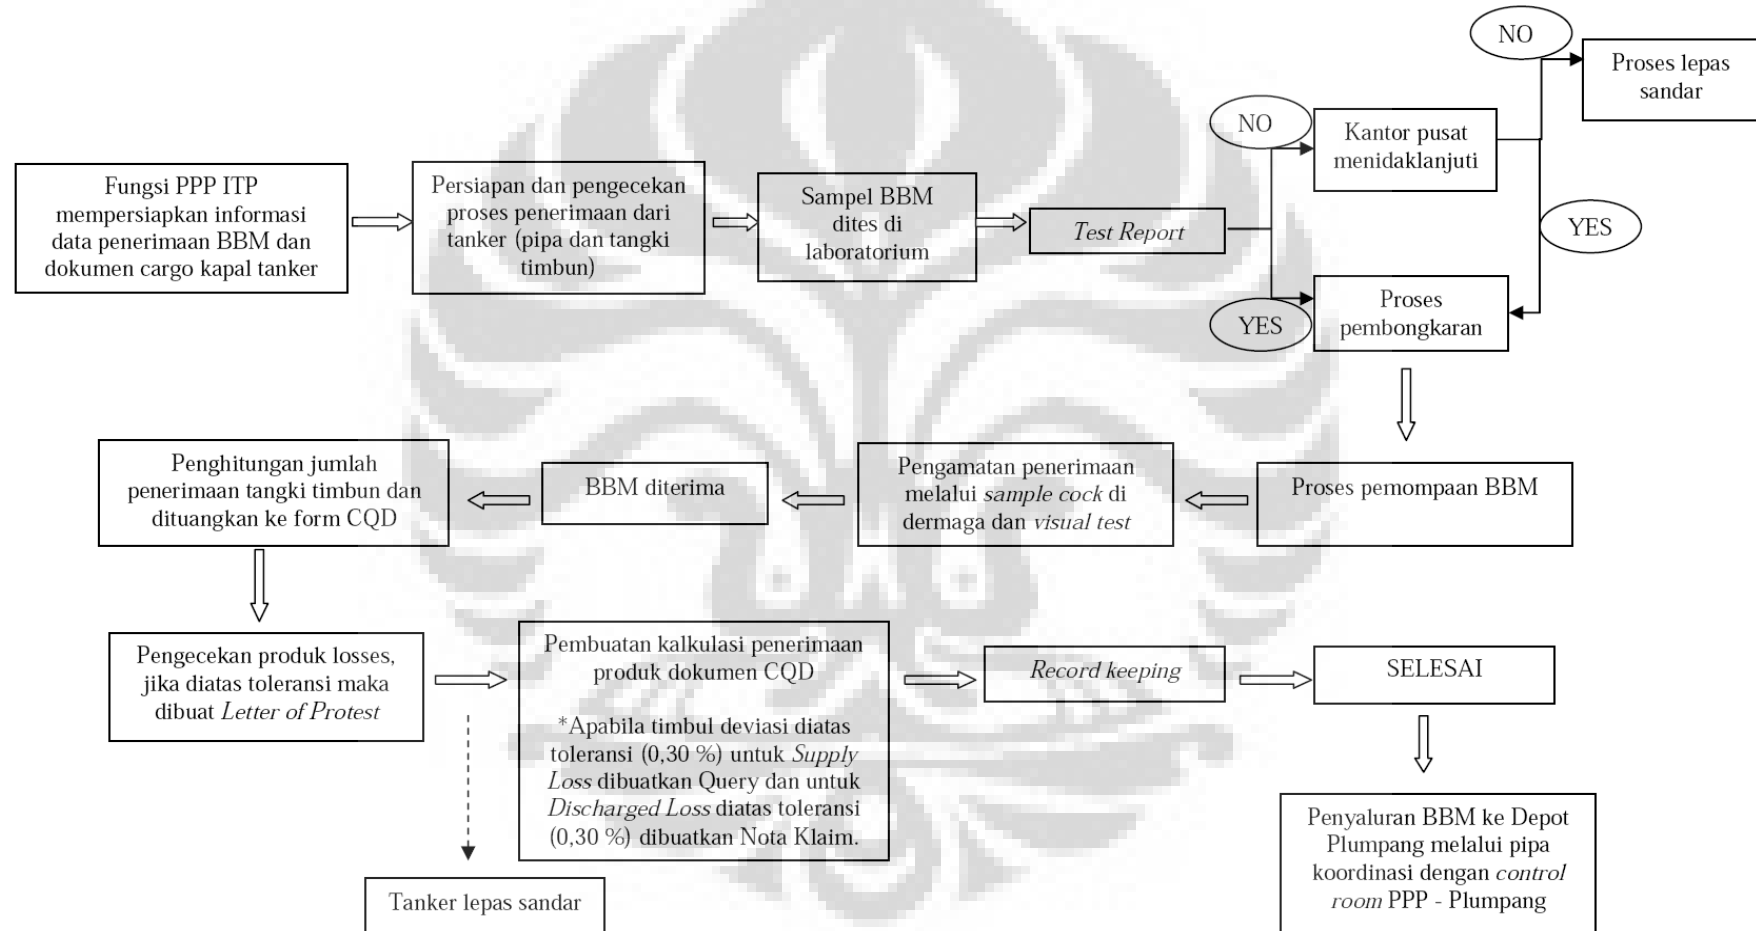 NO
Proses lepas
sandar
NO
Kantor pusat
menidaklanjuti
Fungsi PPP ITP
mempersiapkan informasi
data penerimaan BBM dan
dokumen cargo kapal tanker
Persiapan dan pengecekan
proses penerimaan dari
tanker (pipa dan tangki
timbun)
Sampel BBM
dites di
laboratorium
Test Report
YES
YES
Proses
pembongkaran
Penghitungan jumlah
penerimaan tangki timbun dan
dituangkan ke form CQD
BBM diterima
Pengamatan penerimaan
melalui sample cock di
dermaga dan visual test
Proses pemompaan BBM
Pengecekan produk losses,
jika diatas toleransi maka
dibuat Letter of Protest
Pembuatan kalkulasi penerimaan
produk dokumen CQD
*Apabila timbul deviasi diatas
toleransi (0,30 %) untuk Supply
Loss dibuatkan Query dan untuk
Discharged Loss diatas toleransi
(0,30 %) dibuatkan Nota Klaim.
Record keeping
SELESAI
Tanker lepas sandar
Penyaluran BBM ke Depot
Plumpang melalui pipa
koordinasi dengan control
room PPP - Plumpang